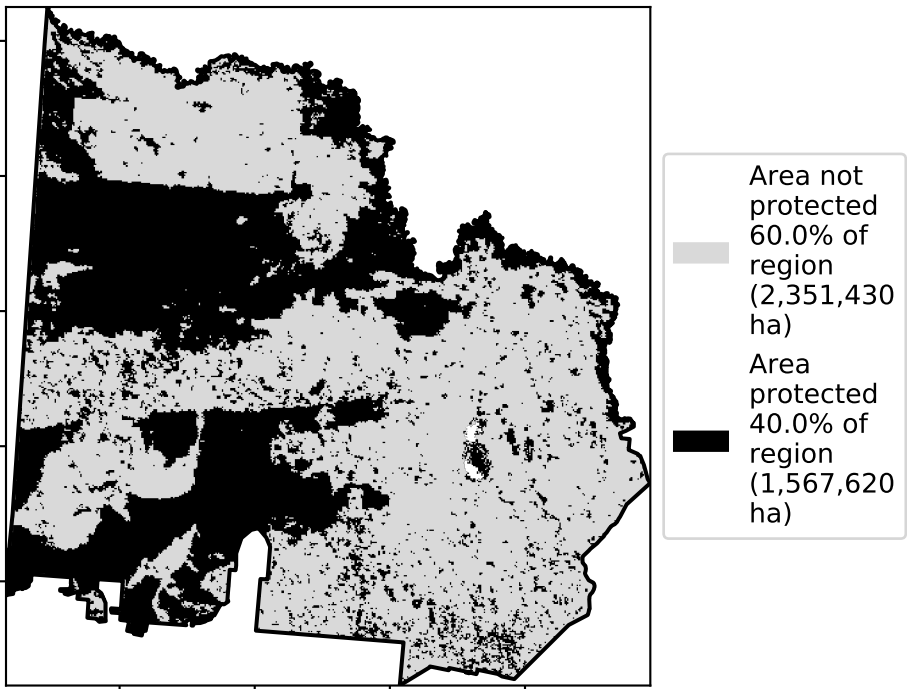 Area not
protected
60.0% of
region
(2,351,430
ha)
Area
protected
40.0% of
region
(1,567,620
ha)